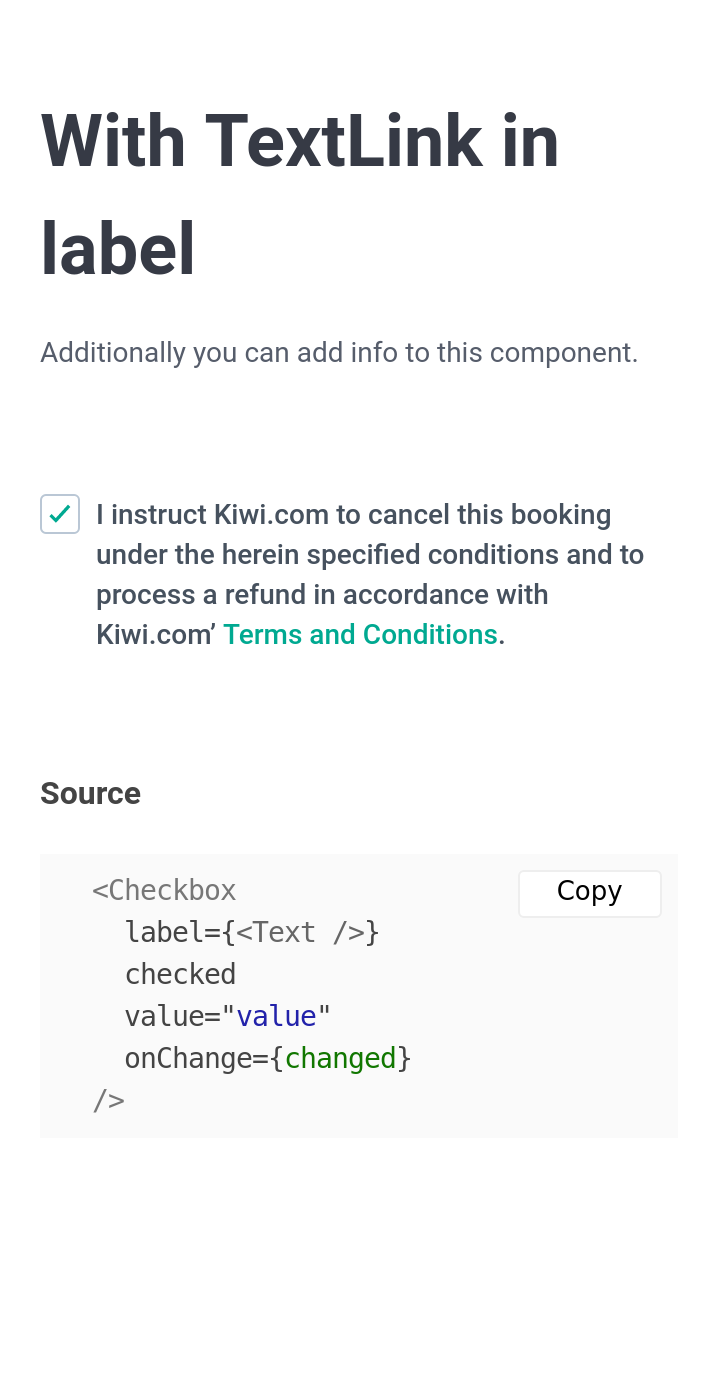 With TextLink in
label
Additionally you can add info to this component.
I instruct Kiwi.com to cancel this booking
under the herein specified conditions and to
process a refund in accordance with
Kiwi.com’ Terms and Conditions.
Source
<Checkbox
Copy
label={<Text />}
checked
value="value"
onChange={changed}
/>